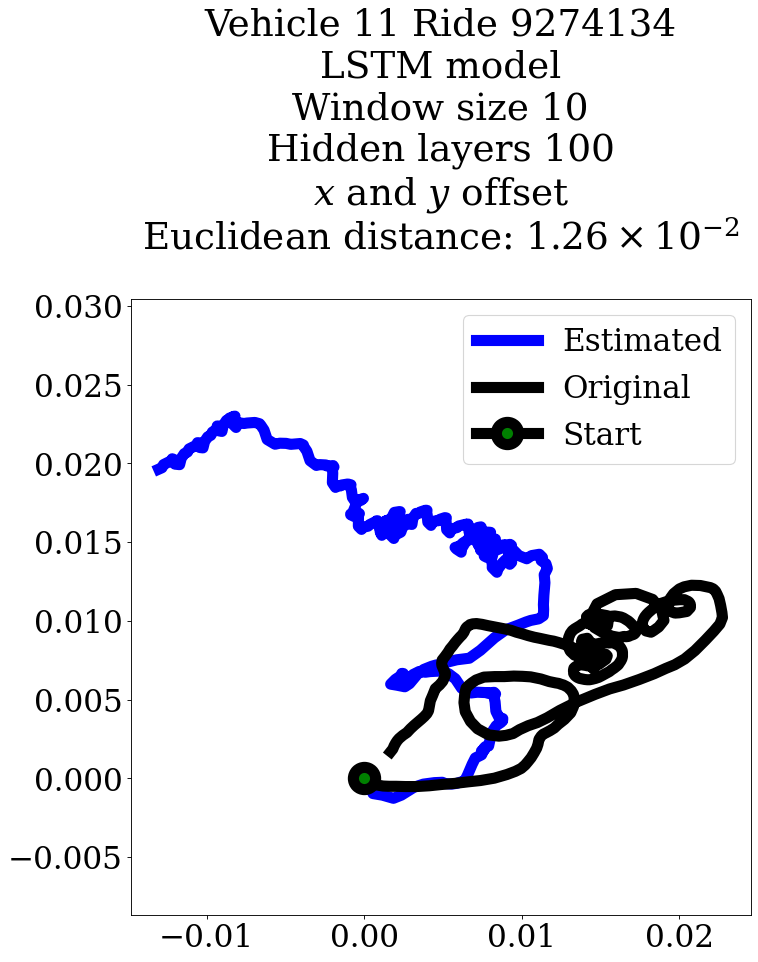 Vehicle 11 Ride 9274134
LSTM model
Window size 10
Hidden layers 100
x and y offset
Euclidean distance: 1.26 × 10⁻²
0.030
0.025
0.020
0.015
0.010
0.005
0.000
−0.005
Estimated
Original
Start
−0.01 0.00 0.01 0.02